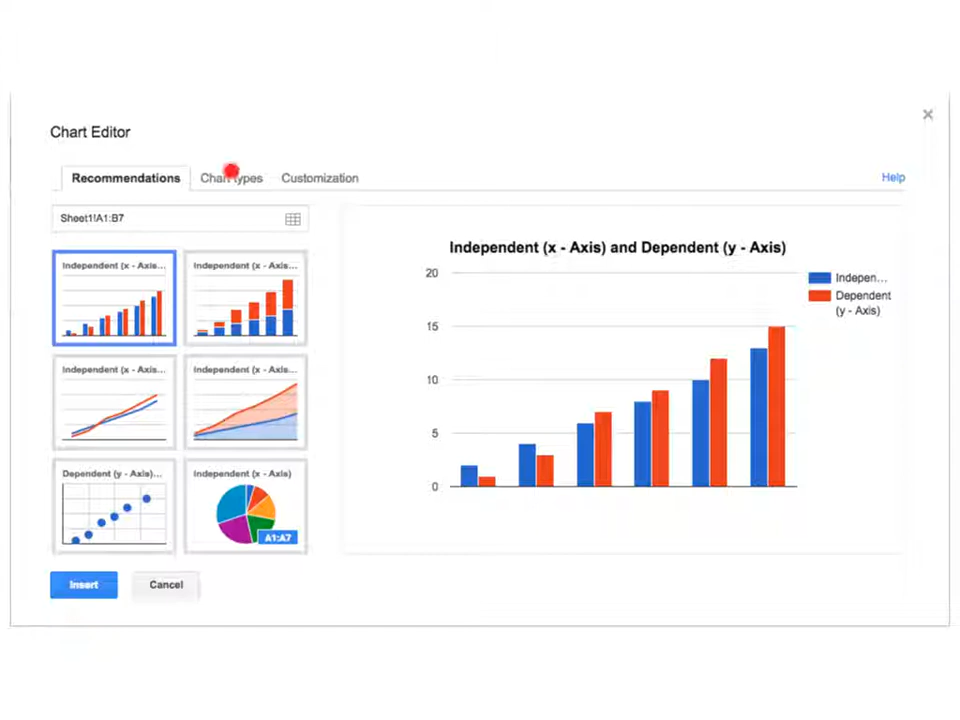 Chart Editor
Recommendations
Chart Types
Customization
Help
Sheet1!A1:B7
Independent (x - Axis...
Independent (x - Axis...
Independent (x - Axis...
Independent (x - Axis...
Dependent (y - Axis)...
Independent (x - Axis)
A1:A7
Insert
Cancel
Independent (x - Axis) and Dependent (y - Axis)
20
15
10
5
0
Indepen...
Dependent
(y - Axis)